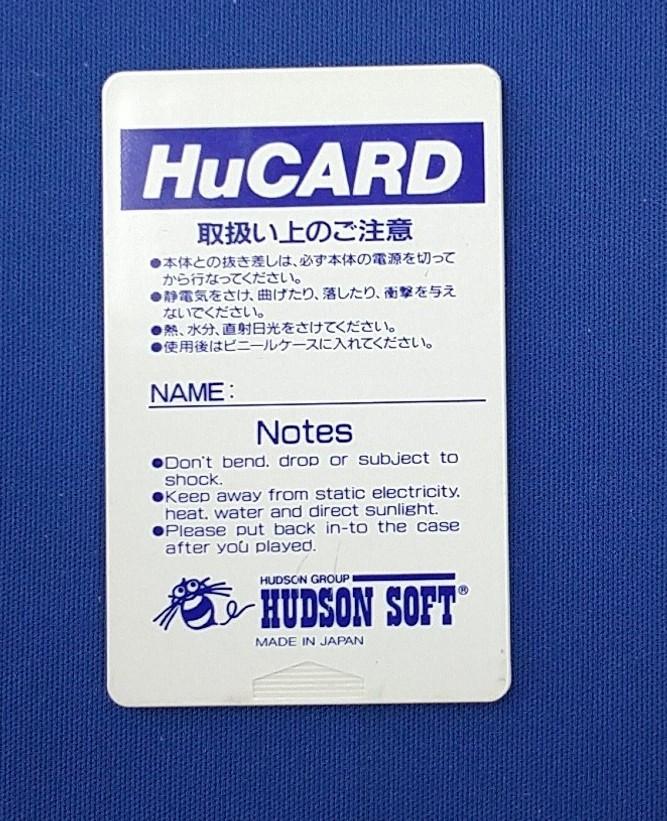 HuCARD
取扱い上のご注意
●本体との抜き差しは、必ず本体の電源を切って
から行なってください。
●静電気をさけ、曲げたり、落したり、衝撃を与え
ないでください。
●熱、水分、直射日光をさけてください。
●使用後はビニールケースに入れてください。
NAME:
Notes
●Don't bend, drop or subject to
shock.
●Keep away from static electricity,
heat, water and direct sunlight.
●Please put back in-to the case
after you played.
HUDSON GROUP
HUDSON SOFT®
MADE IN JAPAN